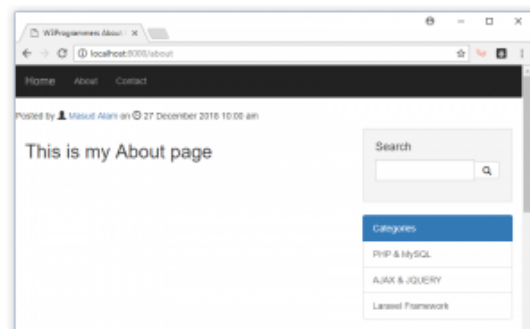 W3Programmers About
localhost:8000/about
Home About Contact
Posted by Masud Alam on 27 December 2018 10:00 am
This is my About page
Search
Categories
PHP & MySQL
AJAX & JQUERY
Laravel Framework